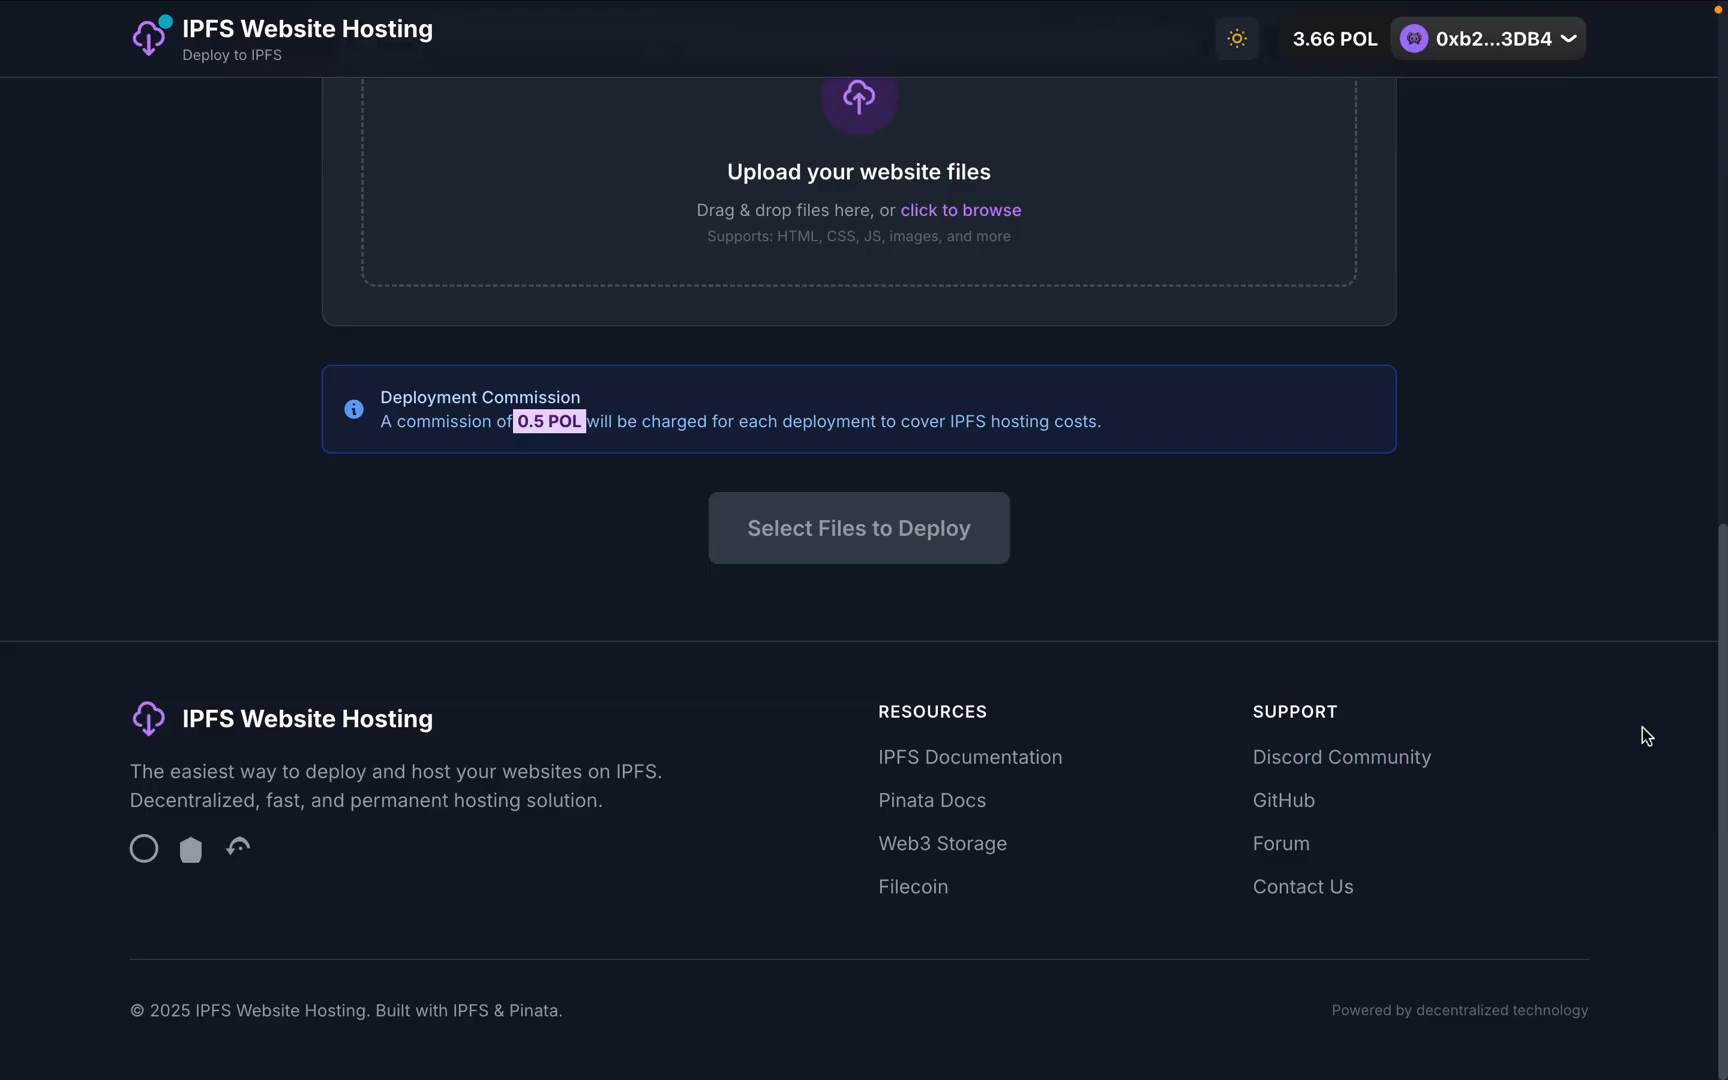 IPFS Website Hosting
Deploy to IPFS
3.66 POL
0xb2...3DB4
Upload your website files
Drag & drop files here, or click to browse
Supports: HTML, CSS, JS, images, and more
Deployment Commission
A commission of 0.5 POL will be charged for each deployment to cover IPFS hosting costs.
Select Files to Deploy
IPFS Website Hosting
The easiest way to deploy and host your websites on IPFS.
Decentralized, fast, and permanent hosting solution.
RESOURCES
IPFS Documentation
Pinata Docs
Web3 Storage
Filecoin
SUPPORT
Discord Community
GitHub
Forum
Contact Us
© 2025 IPFS Website Hosting. Built with IPFS & Pinata.
Powered by decentralized technology